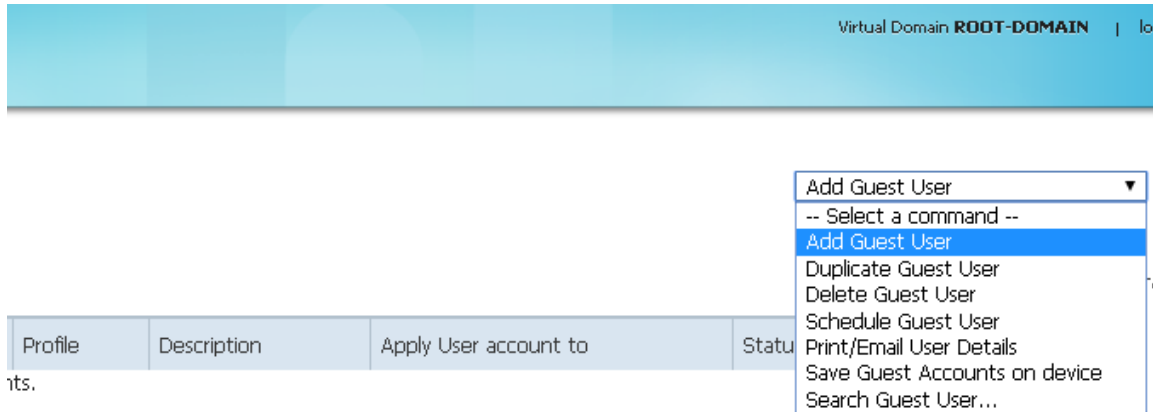 Virtual Domain ROOT-DOMAIN | lo
Add Guest User
-- Select a command --
Add Guest User
Duplicate Guest User
Delete Guest User
Schedule Guest User
Print/Email User Details
Save Guest Accounts on device
Search Guest User...
Profile Description Apply User account to Statu
nts.